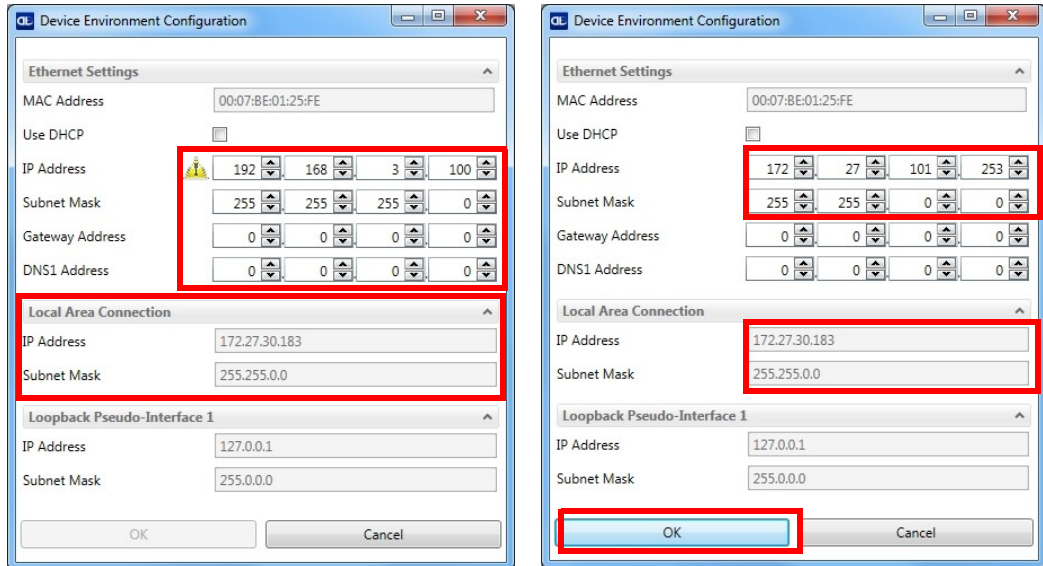 Device Environment Configuration
Ethernet Settings
MAC Address 00:07:BE:01:25:FE
Use DHCP
IP Address 192 . 168 . 3 . 100
Subnet Mask 255 . 255 . 255 . 0
Gateway Address 0 . 0 . 0 . 0
DNS1 Address 0 . 0 . 0 . 0
Local Area Connection
IP Address 172.27.30.183
Subnet Mask 255.255.0.0
Loopback Pseudo-Interface 1
IP Address 127.0.0.1
Subnet Mask 255.0.0.0
OK Cancel
Device Environment Configuration
Ethernet Settings
MAC Address 00:07:BE:01:25:FE
Use DHCP
IP Address 172 . 27 . 101 . 253
Subnet Mask 255 . 255 . 0 . 0
Gateway Address 0 . 0 . 0 . 0
DNS1 Address 0 . 0 . 0 . 0
Local Area Connection
IP Address 172.27.30.183
Subnet Mask 255.255.0.0
Loopback Pseudo-Interface 1
IP Address 127.0.0.1
Subnet Mask 255.0.0.0
OK Cancel